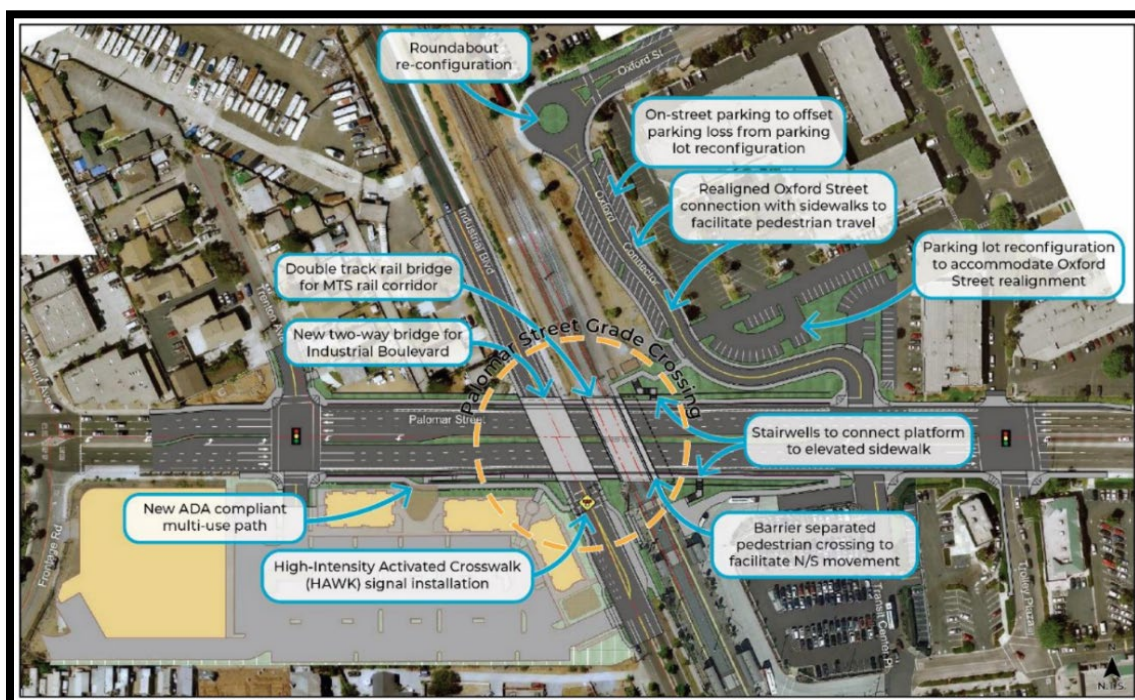 Roundabout
re-configuration
Oxford St
On-street parking to offset
parking loss from parking
lot reconfiguration
Realigned Oxford Street
connection with sidewalks to
facilitate pedestrian travel
Oxford
Connector
Parking lot reconfiguration
to accommodate Oxford
Street realignment
Industrial Blvd
Double track rail bridge
for MTS rail corridor
Trenton Ave
New two-way bridge for
Industrial Boulevard
Walnut Ave
Palomar Street Grade Crossing
Palomar Street
Stairwells to connect platform
to elevated sidewalk
New ADA compliant
multi-use path
Frontage Rd
High-Intensity Activated Crosswalk
(HAWK) signal installation
Barrier separated
pedestrian crossing to
facilitate N/S movement
Transit Center Pl
Trolley Plaza